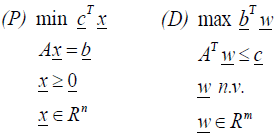 (P) min c^T x
Ax = b
x ≥ 0
x ∈ R^n
(D) max b^T w
A^T w ≤ c
w n.v.
w ∈ R^m